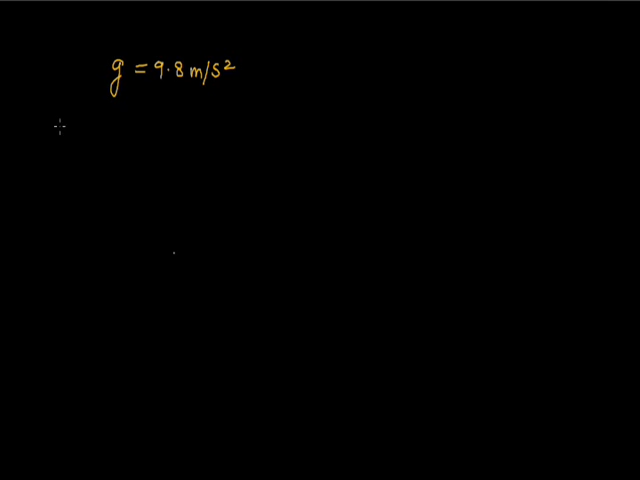 g = 9.8 m/s²